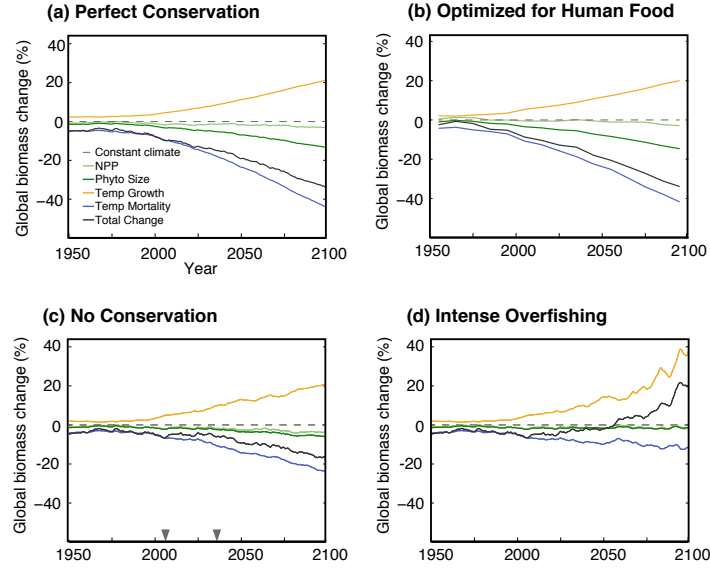 (a) Perfect Conservation
Global biomass change (%)
40
20
0
−20
−40
Constant climate
NPP
Phyto Size
Temp Growth
Temp Mortality
Total Change
1950
2000
2050
2100
Year
(b) Optimized for Human Food
Global biomass change (%)
40
20
0
−20
−40
1950
2000
2050
2100
(c) No Conservation
Global biomass change (%)
40
20
0
-20
−40
1950
2000
2050
2100
(d) Intense Overfishing
Global biomass change (%)
40
20
0
-20
−40
1950
2000
2050
2100